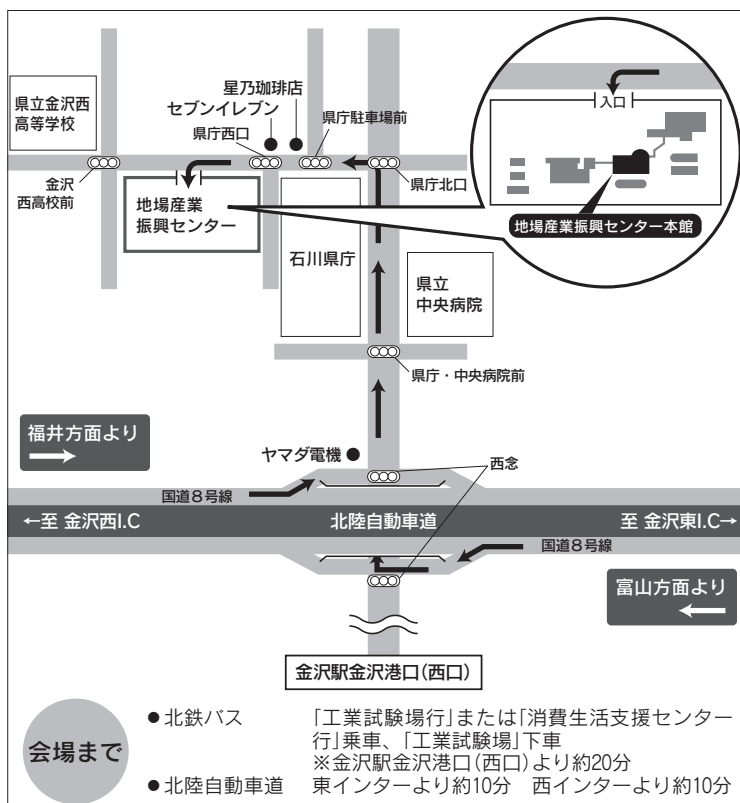 星乃珈琲店
セブンイレブン
県立金沢西
高等学校
県庁西口
県庁駐車場前
入口
金沢
西高校前
県庁北口
地場産業
振興センター
地場産業振興センター本館
石川県庁
県立
中央病院
県庁・中央病院前
福井方面より
ヤマダ電機
西念
国道8号線
←至 金沢西I.C
北陸自動車道
至 金沢東I.C→
国道8号線
富山方面より
金沢駅金沢港口(西口)
会場まで
●北鉄バス 「工業試験場行」または「消費生活支援センター
行」乗車、「工業試験場」下車
※金沢駅金沢港口(西口)より約20分
●北陸自動車道 東インターより約10分 西インターより約10分